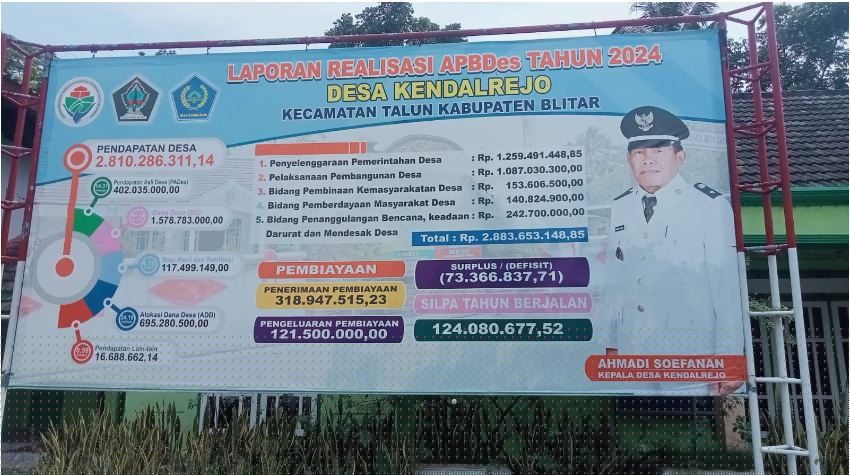 LAPORAN REALISASI APBDes TAHUN 2024
DESA KENDALREJO
KECAMATAN TALUN KABUPATEN BLITAR
PENDAPATAN DESA
2.810.286.311,14
Pendapatan Asli Desa (PADes)
402.035.000,00
Dana Desa (DD)
1.578.783.000,00
Bagi Hasil dan Retribusi
117.499.149,00
Alokasi Dana Desa (ADD)
695.280.500,00
Pendapatan Lain-lain
16.688.662,14
1. Penyelenggaraan Pemerintahan Desa : Rp. 1.259.491.448,85
2. Pelaksanaan Pembangunan Desa : Rp. 1.087.030.300,00
3. Bidang Pembinaan Kemasyarakatan Desa : Rp. 153.606.500,00
4. Bidang Pemberdayaan Masyarakat Desa : Rp. 140.824.900,00
5. Bidang Penanggulangan Bencana, keadaan : Rp. 242.700.000,00
Darurat dan Mendesak Desa
Total : Rp. 2.883.653.148,85
PEMBIAYAAN
PENERIMAAN PEMBIAYAAN
318.947.515,23
PENGELUARAN PEMBIAYAAN
121.500.000,00
SURPLUS / (DEFISIT)
(73.366.837,71)
SILPA TAHUN BERJALAN
124.080.677,52
AHMADI SOEFANAN
KEPALA DESA KENDALREJO